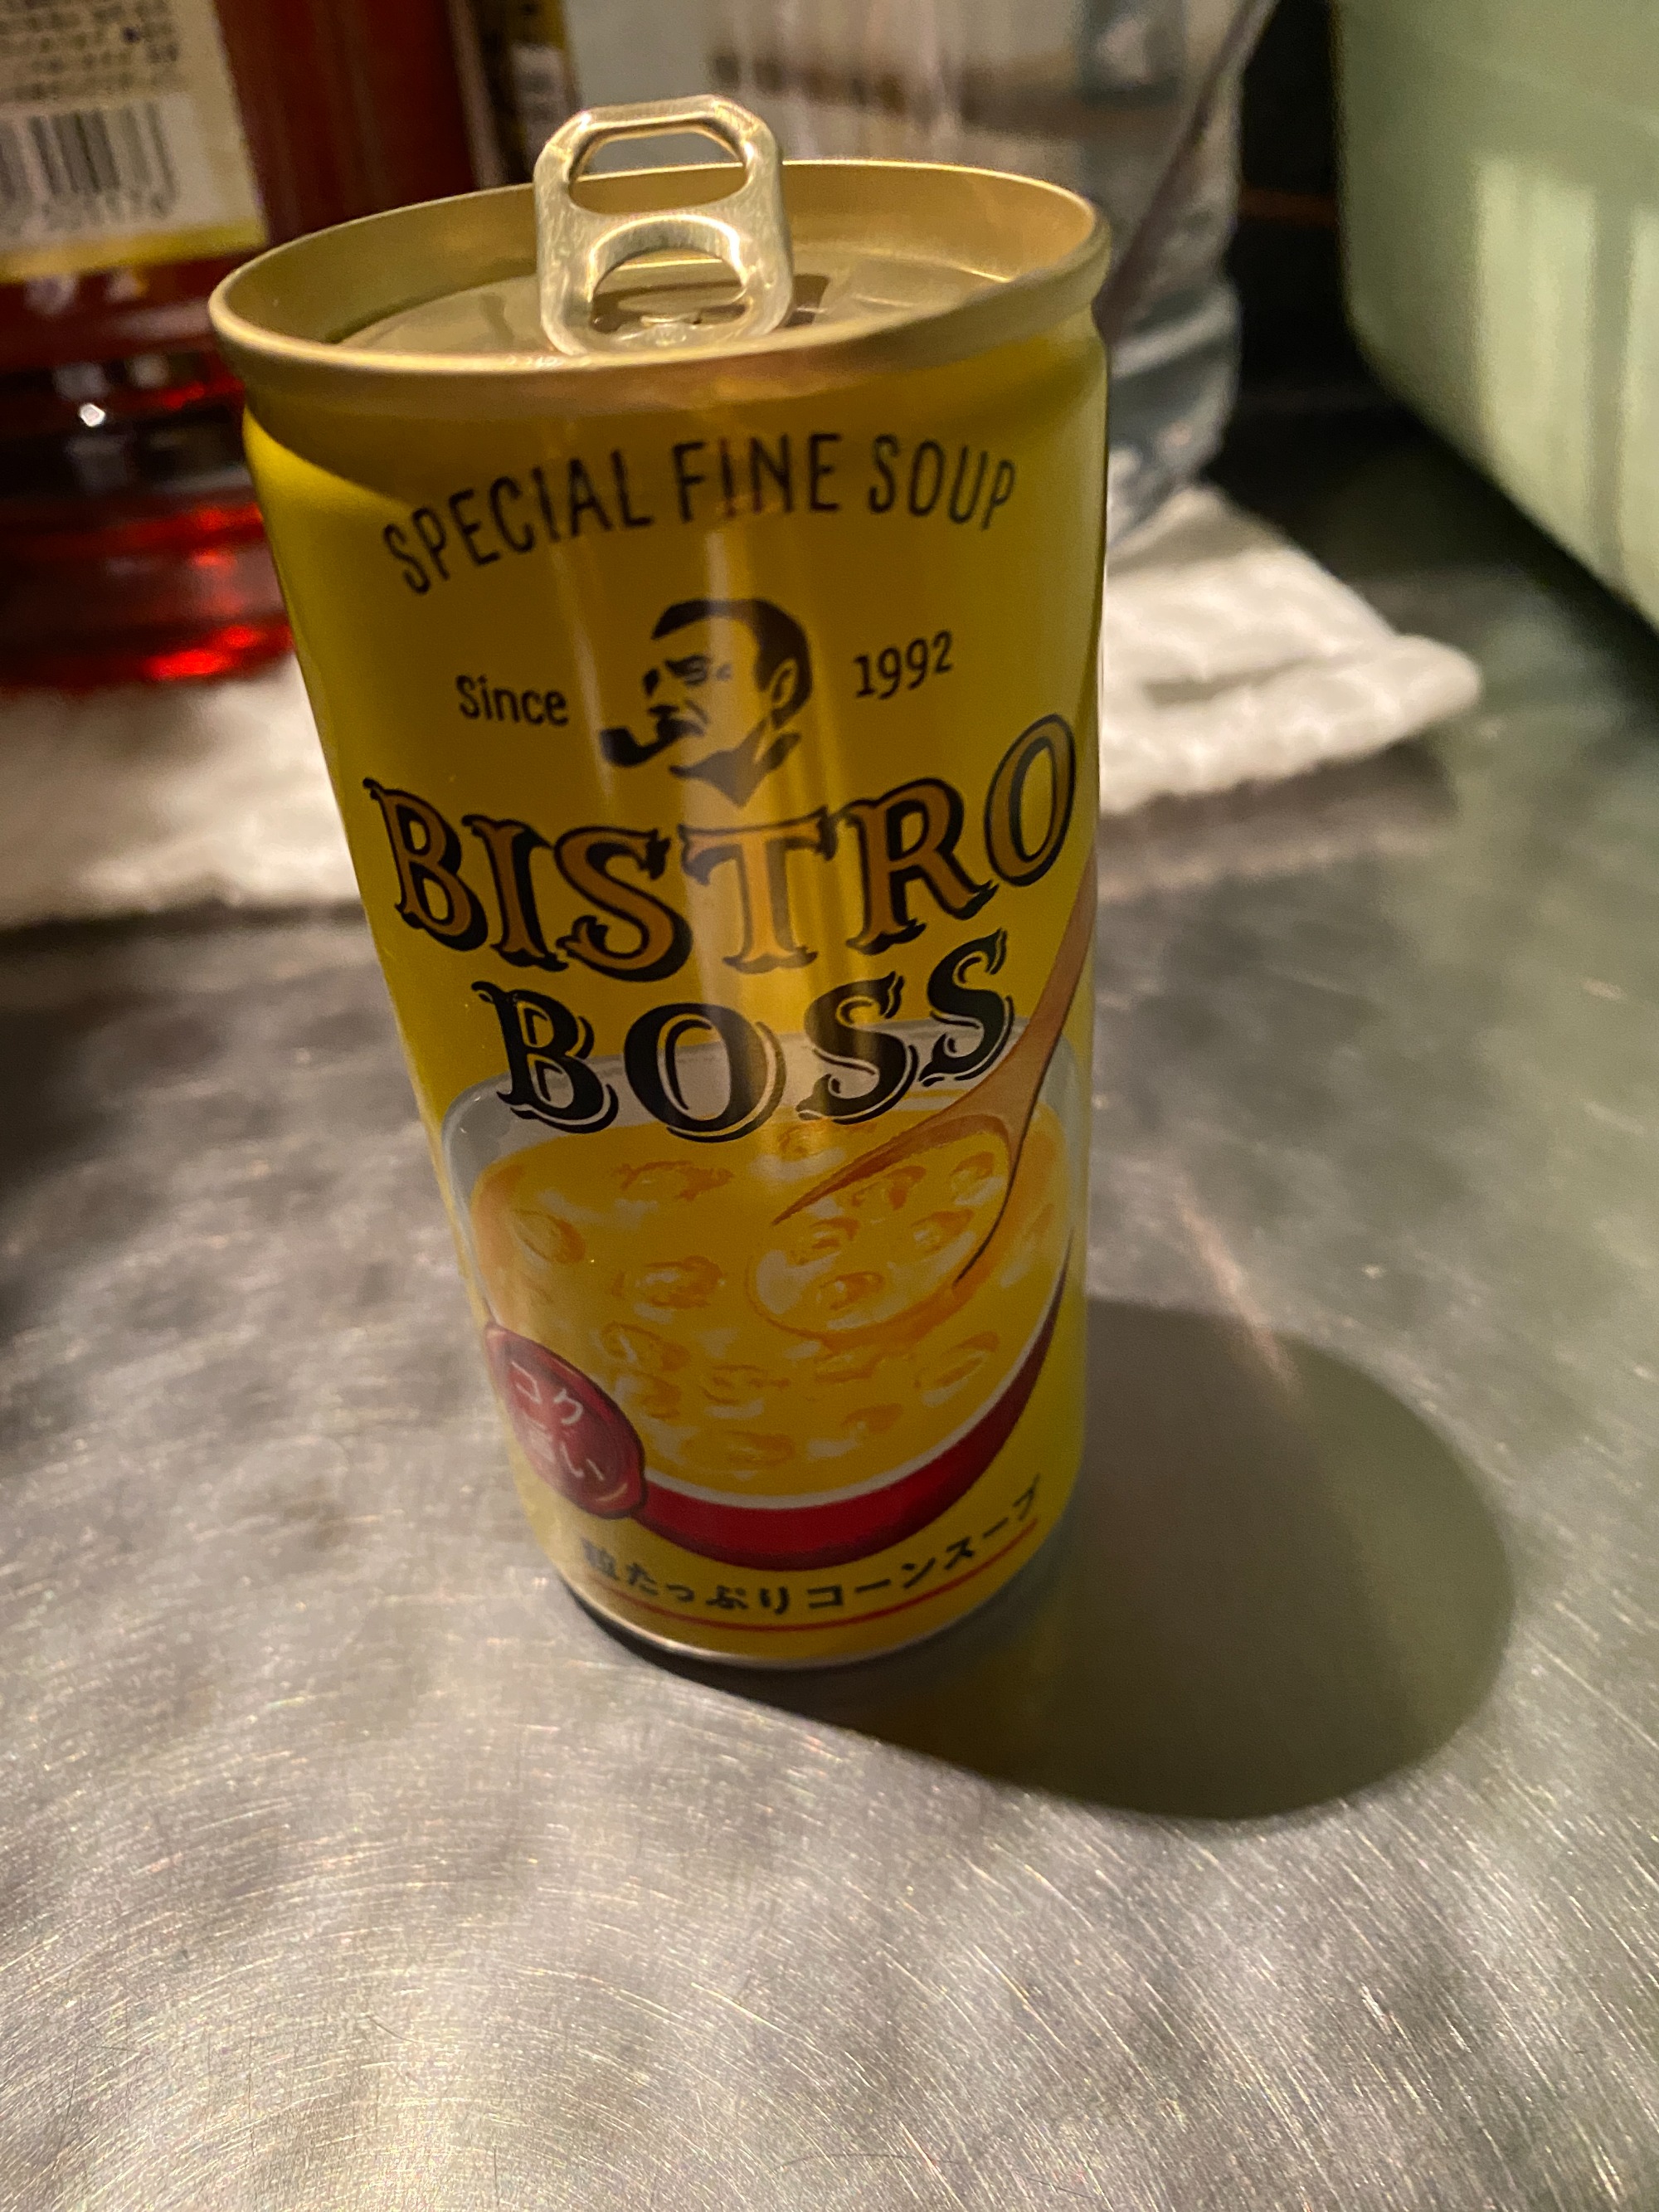 SPECIAL FINE SOUP
Since 1992
BISTRO
BOSS
コク
旨い
粒たっぷりコーンスープ